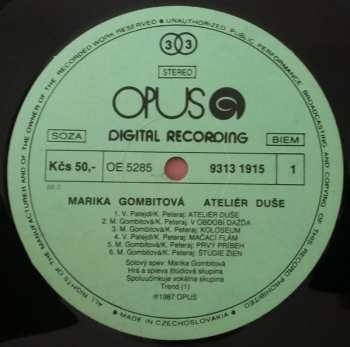 ALL RIGHTS OF THE MANUFACTURER AND OF THE OWNER OF THE RECORDED WORK RESERVED • UNAUTHORIZED PUBLIC PERFORMANCE BROADCASTING AND COPYING OF THIS RECORD PROHIBITED
33
STEREO
OPUS
SOZA
DIGITAL RECORDING
BIEM
Kčs 50,-
OE 5285
9313 1915
1
MARIKA GOMBITOVÁ ATELIÉR DUŠE
1. V. Patejdl/K. Peteraj: ATELIÉR DUŠE
2. M. Gombitová/K. Peteraj: V OBDOBÍ DAŽĎA
3. M. Gombitová/K. Peteraj: KOLOSEUM
4. V. Patejdl/K. Peteraj: MAČACÍ FLÁM
5. M. Gombitová/K. Peteraj: PRVÝ PRÍBEH
6. M. Gombitová/K. Peteraj: ŠTÚDIE ŽIEN
Sólový spev: Marika Gombitová
Hrá a spieva štúdiová skupina
Spoluúčinkuje vokálna skupina
Trend (1)
℗1987 OPUS
• MADE IN CZECHOSLOVAKIA •